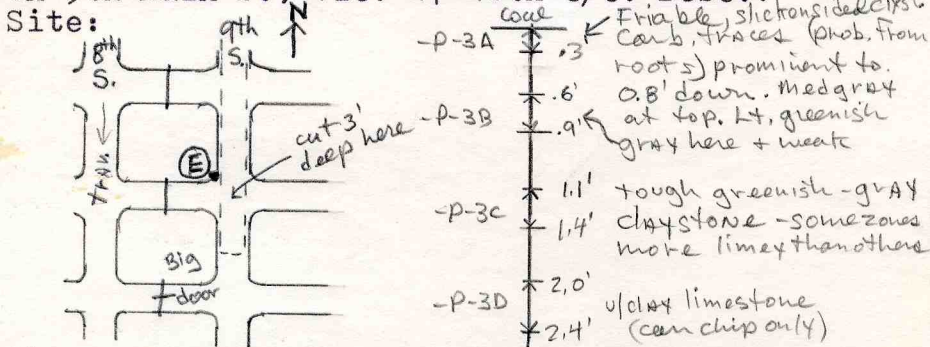 Site:
N
8th
S.
9th
S.
tran
E
cut 3'
deep here
Big
door
coal
-P-3A
.3
Friable, slickensided clyst.
Carb. traces (prob. from
roots) prominent to
0.8' down. Med gray
at top. Lt. greenish
gray here + weak
-P-3B
.6'
.9'
-P-3C
1.1'
1.4'
tough greenish-gray
claystone - some zones
more limey than others
-P-3D
2.0'
2.4'
u/clay limestone
(can chip only)